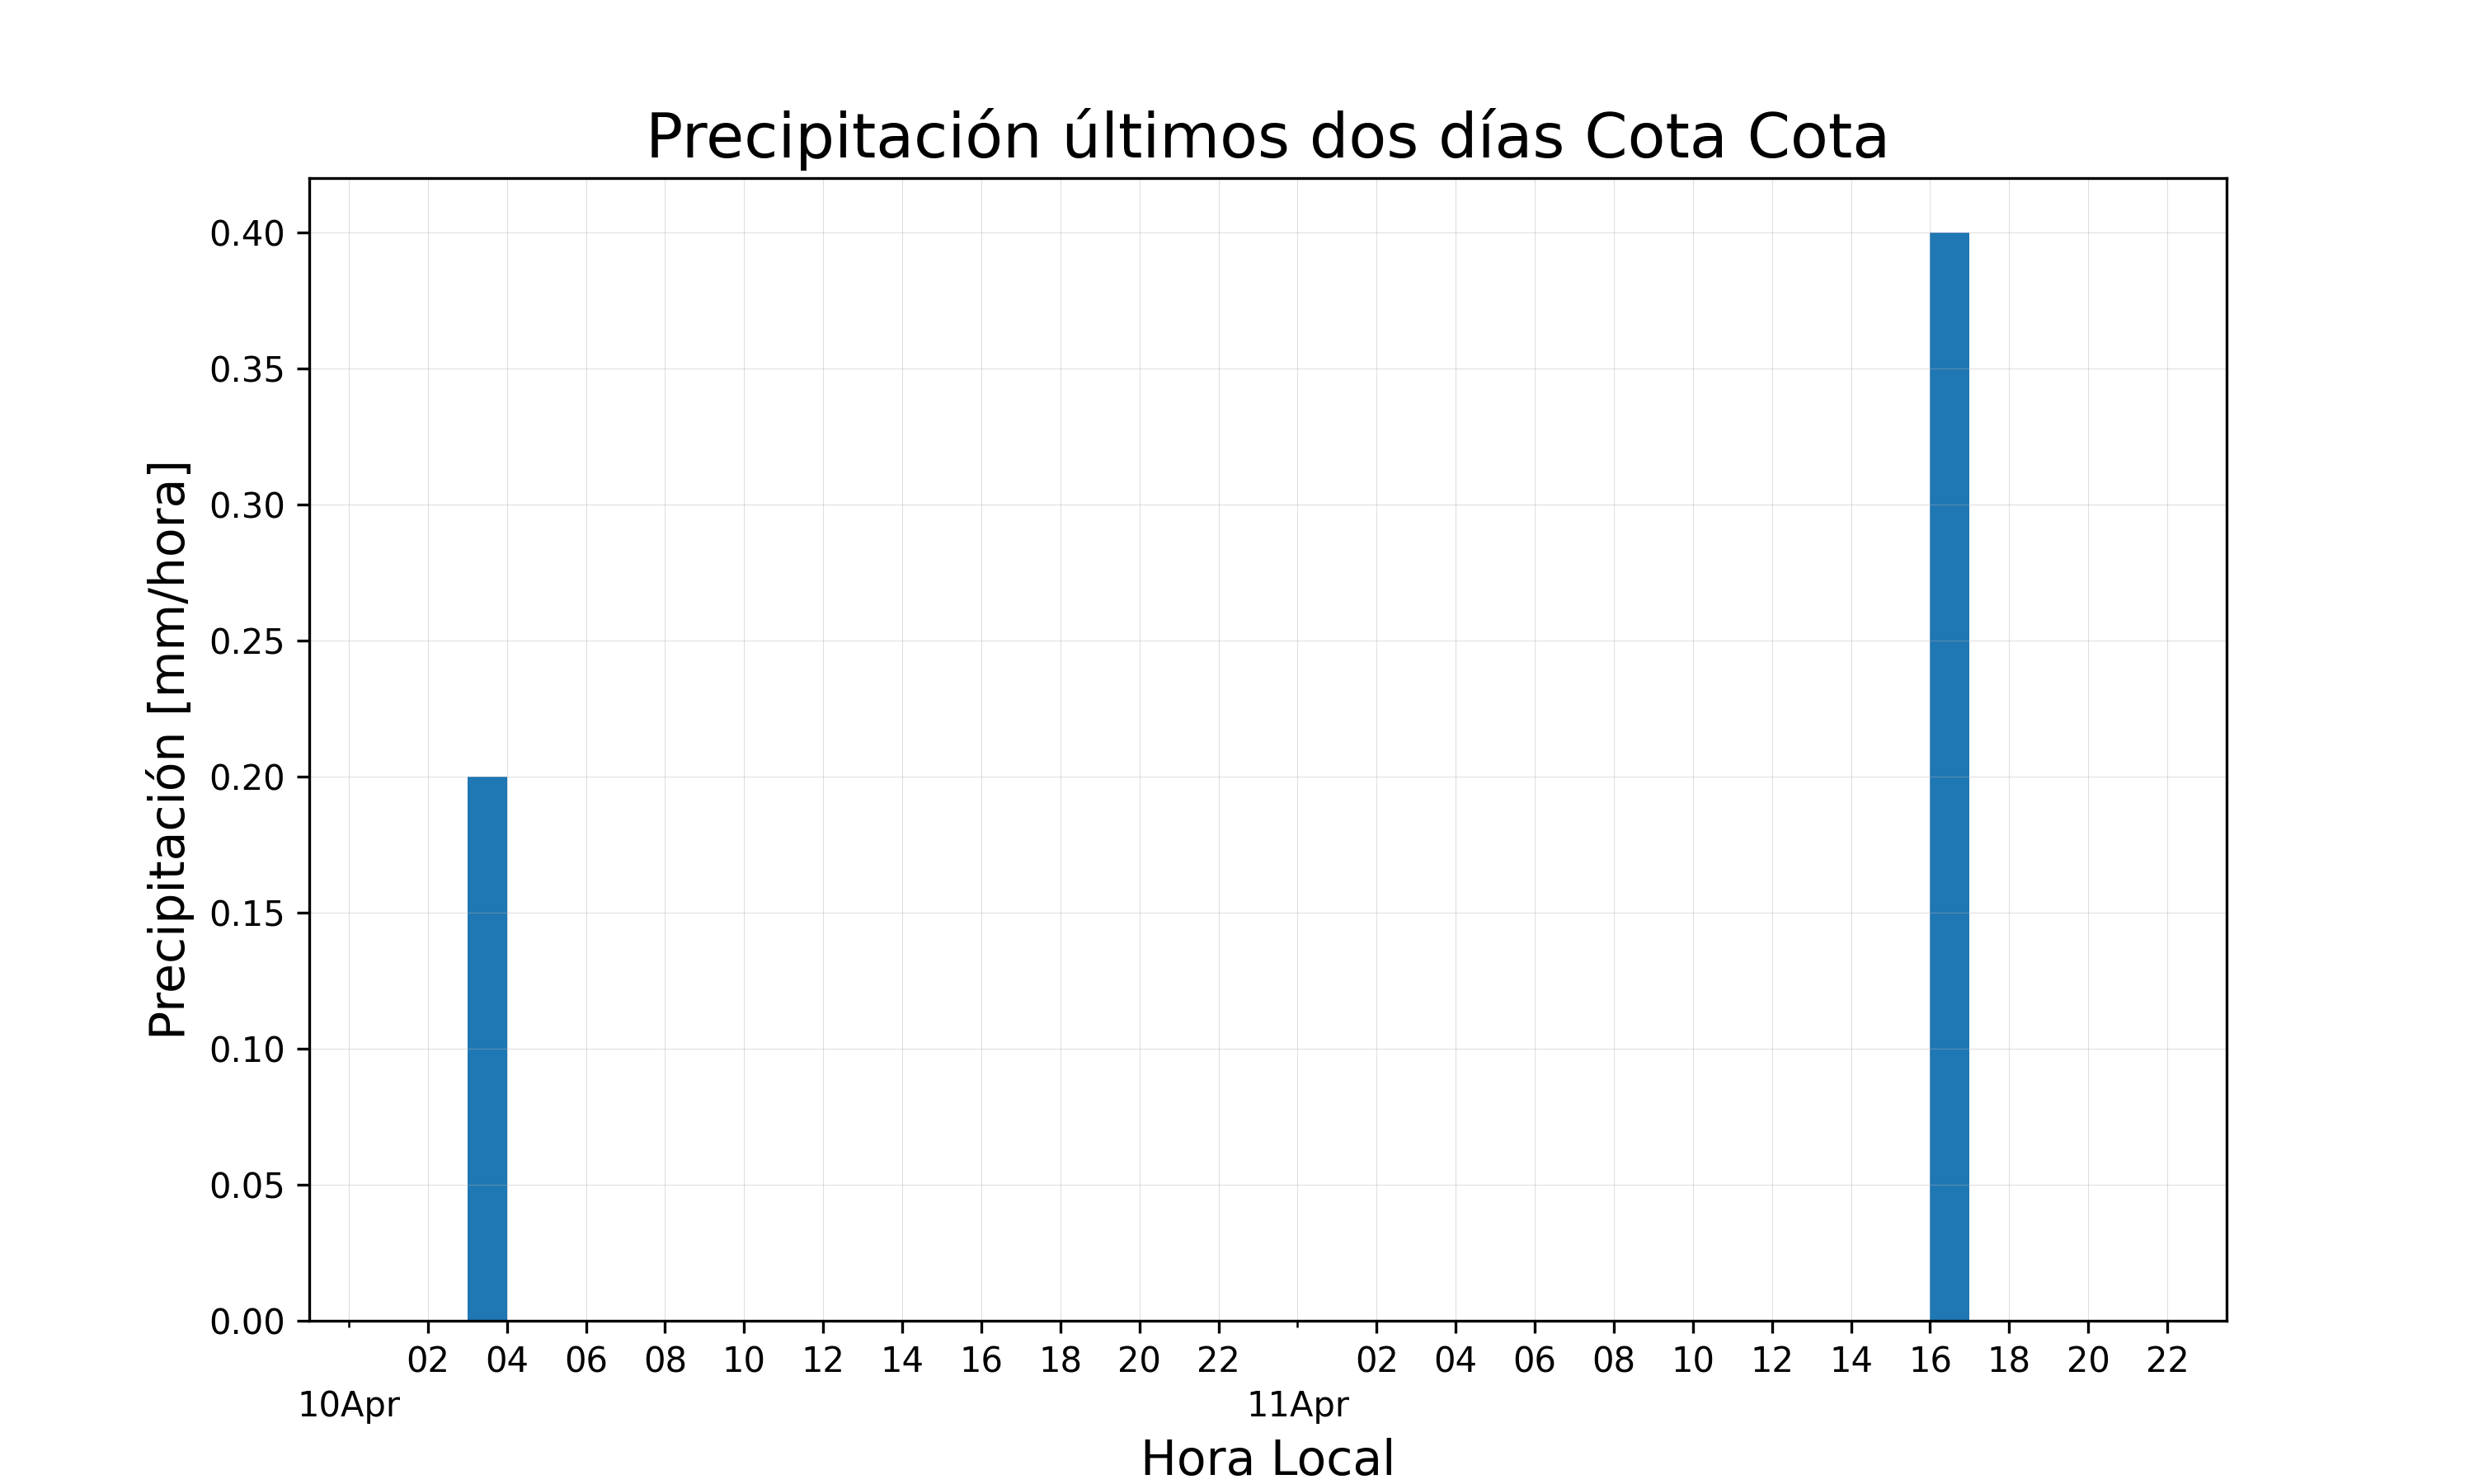 Precipitación últimos dos días Cota Cota
Precipitación [mm/hora]
0.40
0.35
0.30
0.25
0.20
0.15
0.10
0.05
0.00
02 04 06 08 10 12 14 16 18 20 22 02 04 06 08 10 12 14 16 18 20 22
10Apr 11Apr
Hora Local